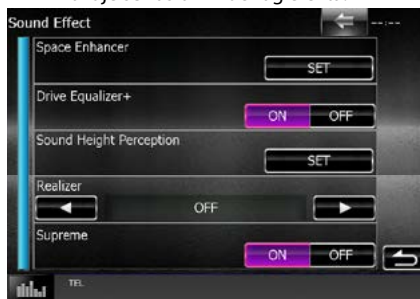 Sound Effect
--:--
Space Enhancer
SET
Drive Equalizer+
ON OFF
Sound Height Perception
SET
Realizer
OFF
Supreme
ON OFF
TEL